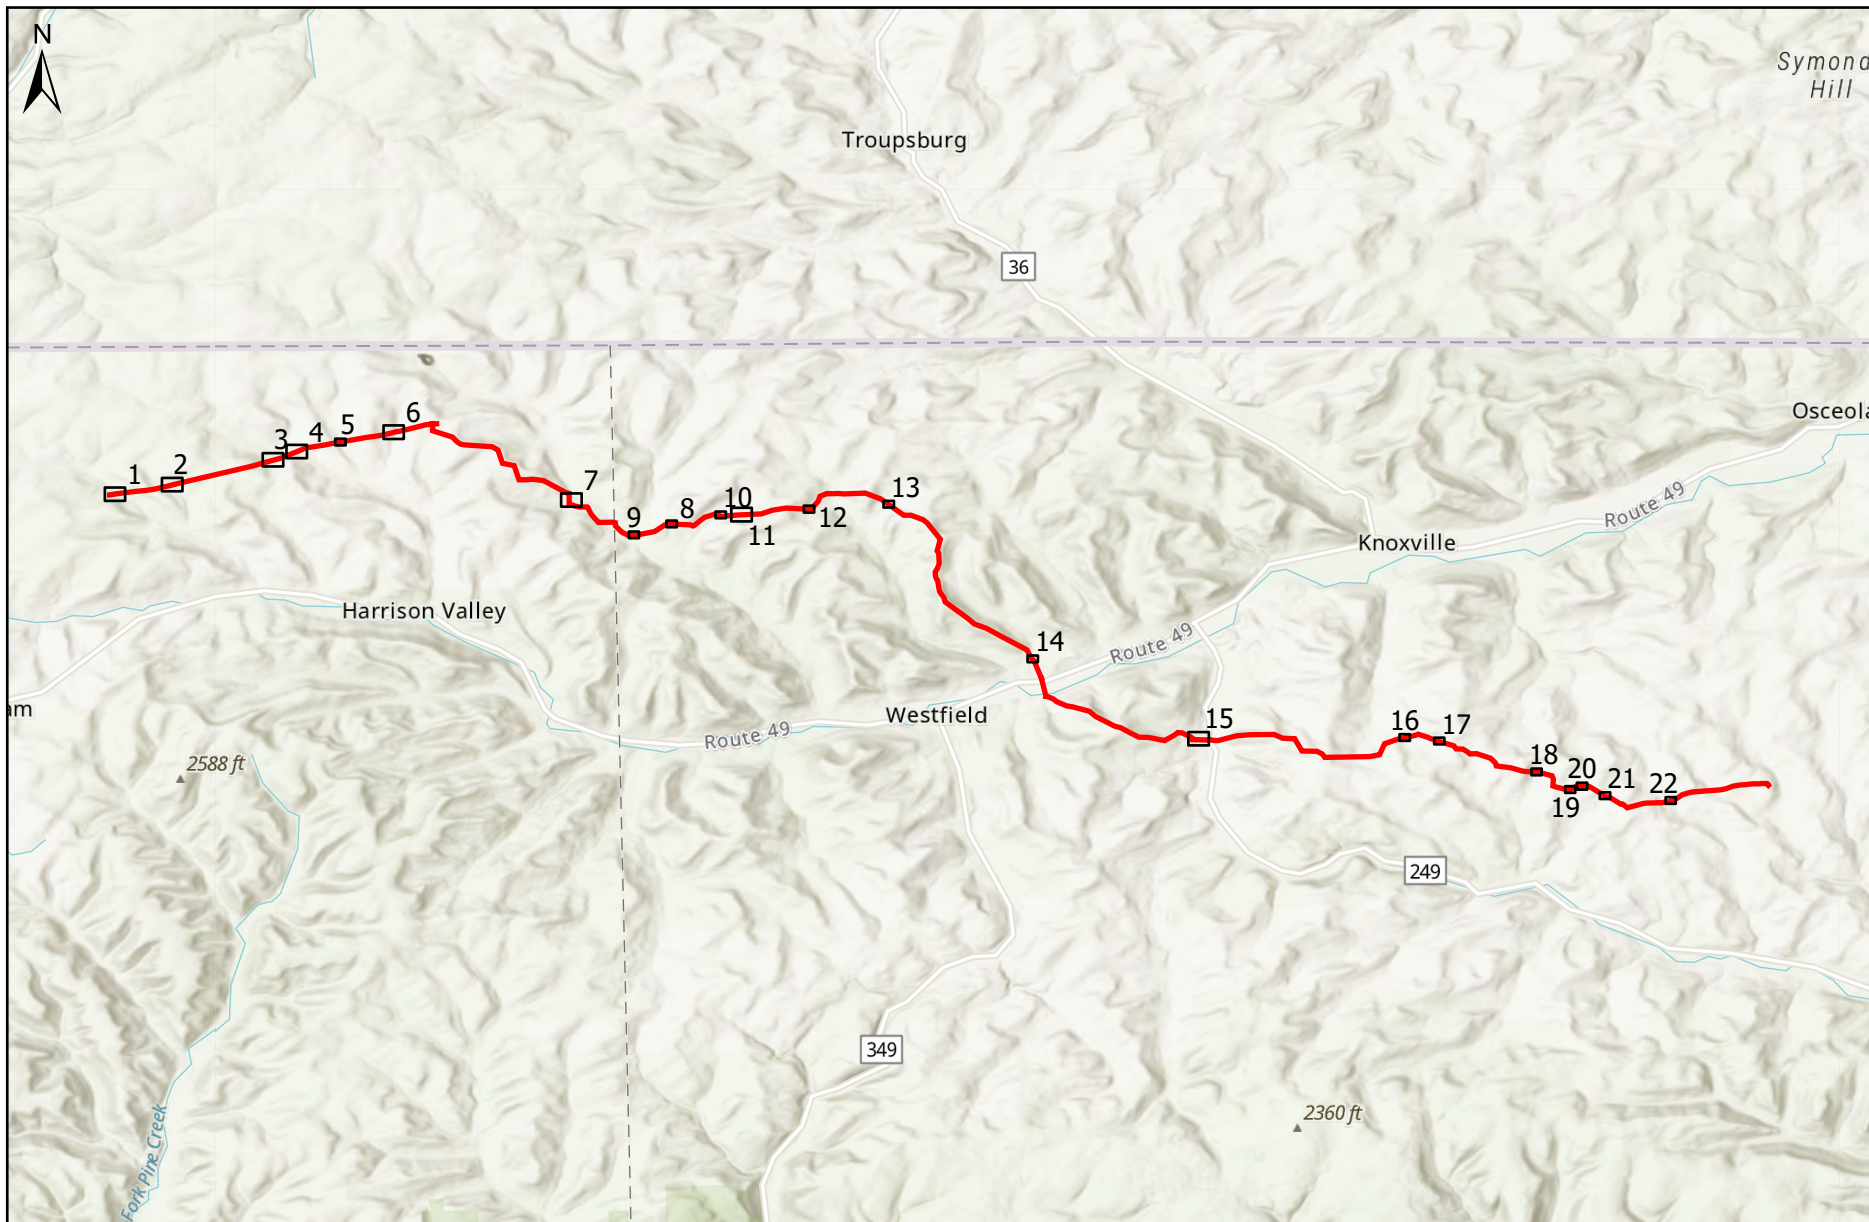 N
Symond
Hill
Troupsburg
36
Osceola
6
5
4
3
2
1
7
13
10
8
9
12
11
Route 49
Knoxville
Harrison Valley
Route 49
14
am
Westfield
Route 49
15
16
17
2588 ft
18
20
21
22
19
249
349
2360 ft
Fork Pine Creek